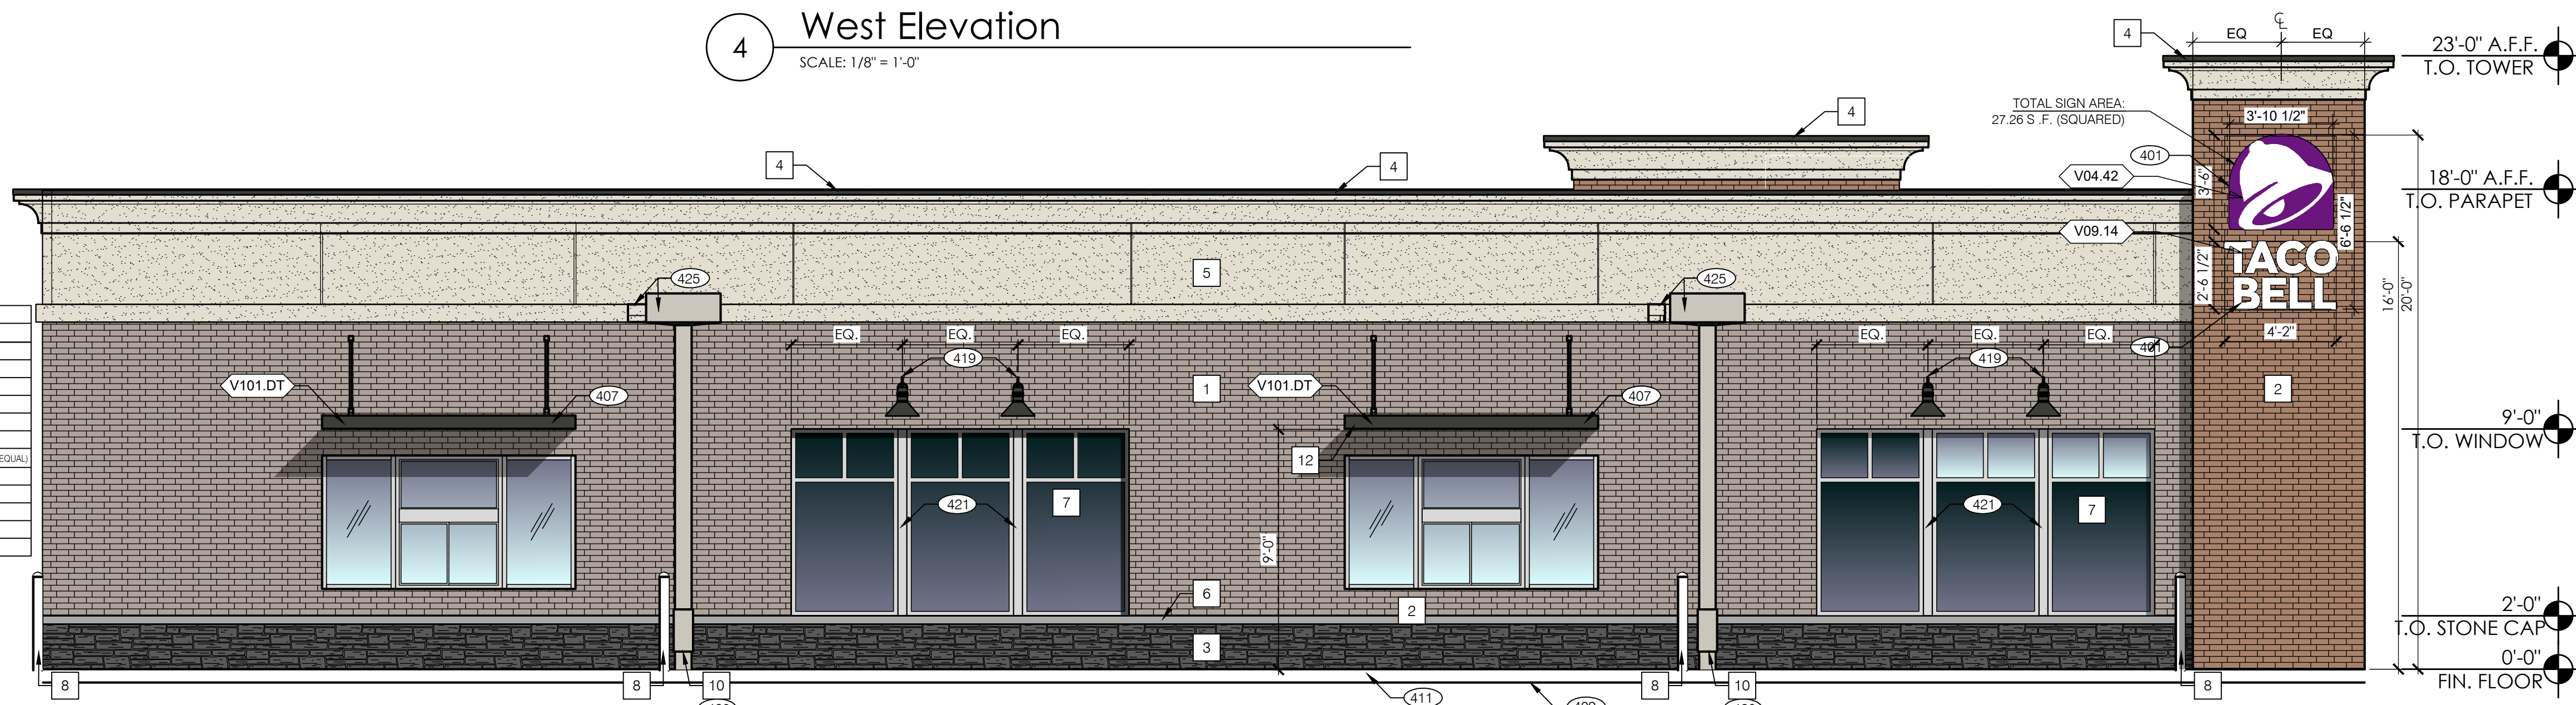 4
West Elevation
SCALE: 1/8" = 1'-0"
4
EQ
EQ
23'-0" A.F.F.
T.O. TOWER
TOTAL SIGN AREA:
27.26 S .F. (SQUARED)
3'-10 1/2"
4
4
4
401
V04.42
3'-6"
18'-0" A.F.F.
T.O. PARAPET
V09.14
6'-6 1/2"
TACO
BELL
2'-6 1/2"
16'-0"
20'-0"
425
5
425
EQ.
EQ.
EQ.
EQ.
EQ.
EQ.
401
4'-2"
419
419
V101.DT
407
1
V101.DT
407
2
9'-0"
T.O. WINDOW
EQUAL)
12
421
7
421
7
9'-0"
6
2
2'-0"
T.O. STONE CAP
3
0'-0"
FIN. FLOOR
8
8
10
8
10
8
411